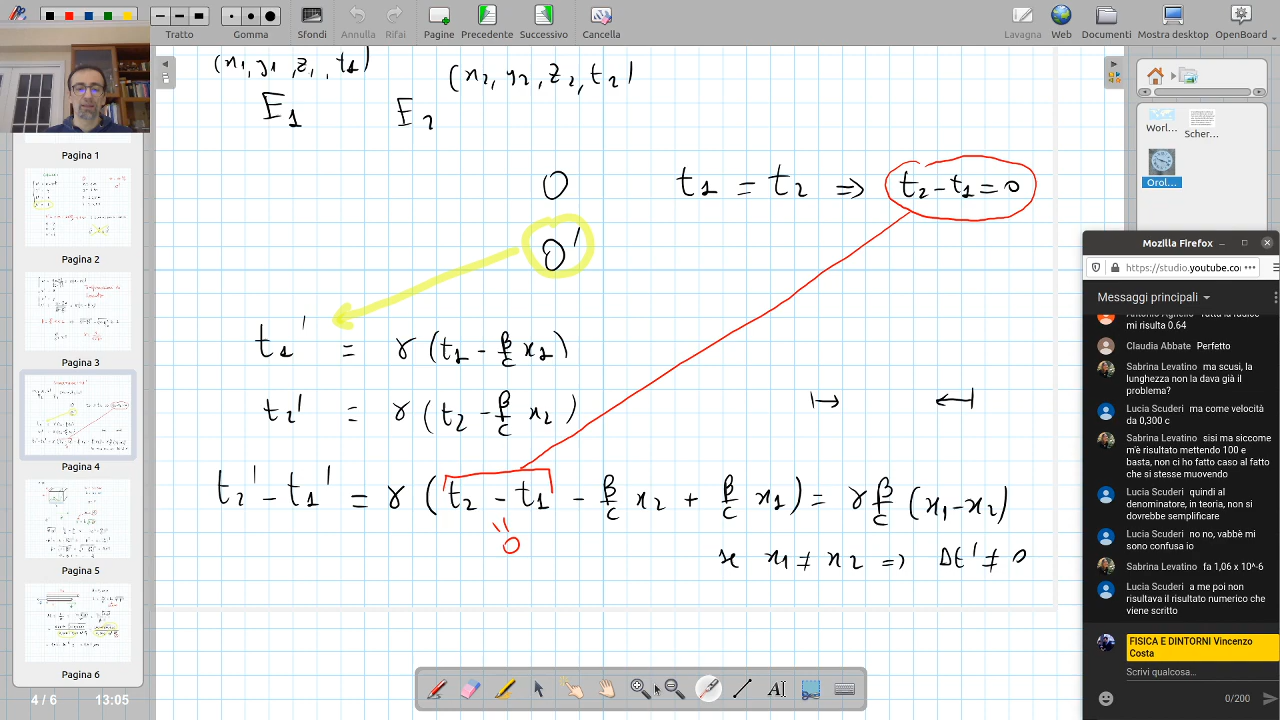 Tratto
Gomma
Sfondi
Annulla
Rifai
Pagine
Precedente
Successivo
Cancella
Lavagna
Web
Documenti
Mostra desktop
OpenBoard
Pagina 1
Pagina 2
Pagina 3
Pagina 4
Pagina 5
Pagina 6
4 / 6 13:05
(x₁, y₁, z₁, t₁) (x₂, y₂, z₂, t₂)
E₁ E₂
O t₁ = t₂ ⇒ t₂ - t₁ = 0
O'
t₁' = γ (t₁ - β/c x₁)
t₂' = γ (t₂ - β/c x₂)
t₂' - t₁' = γ (t₂ - t₁ - β/c x₂ + β/c x₁) = γ β/c (x₁ - x₂)
0
se x₁ ≠ x₂ ⇒ Δt' ≠ 0
Worl...
Scher...
Orol...
Mozilla Firefox
https://studio.youtube.co
Messaggi principali
Antonio Agnello Tutta la radice
mi risulta 0.64
Claudia Abbate Perfetto
Sabrina Levatino ma scusi, la
lunghezza non la dava già il
problema?
Lucia Scuderi ma come velocità
da 0,300 c
Sabrina Levatino sisi ma siccome
m'è risultato mettendo 100 e
basta, non ci ho fatto caso al fatto
che si stesse muovendo
Lucia Scuderi quindi al
denominatore, in teoria, non si
dovrebbe semplificare
Lucia Scuderi no no, vabbè mi
sono confusa io
Sabrina Levatino fa 1,06 x 10^-6
Lucia Scuderi a me poi non
risultava il risultato numerico che
viene scritto
FISICA E DINTORNI Vincenzo
Costa
Scrivi qualcosa...
0/200